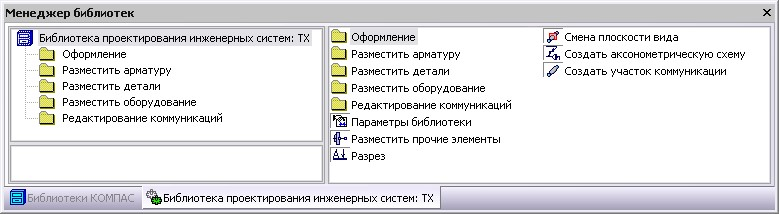 Менеджер библиотек
Библиотека проектирования инженерных систем: ТХ
Оформление
Разместить арматуру
Разместить детали
Разместить оборудование
Редактирование коммуникаций
Оформление
Разместить арматуру
Разместить детали
Разместить оборудование
Редактирование коммуникаций
Параметры библиотеки
Разместить прочие элементы
Разрез
Смена плоскости вида
Создать аксонометрическую схему
Создать участок коммуникации
Библиотеки КОМПАС
Библиотека проектирования инженерных систем: ТХ